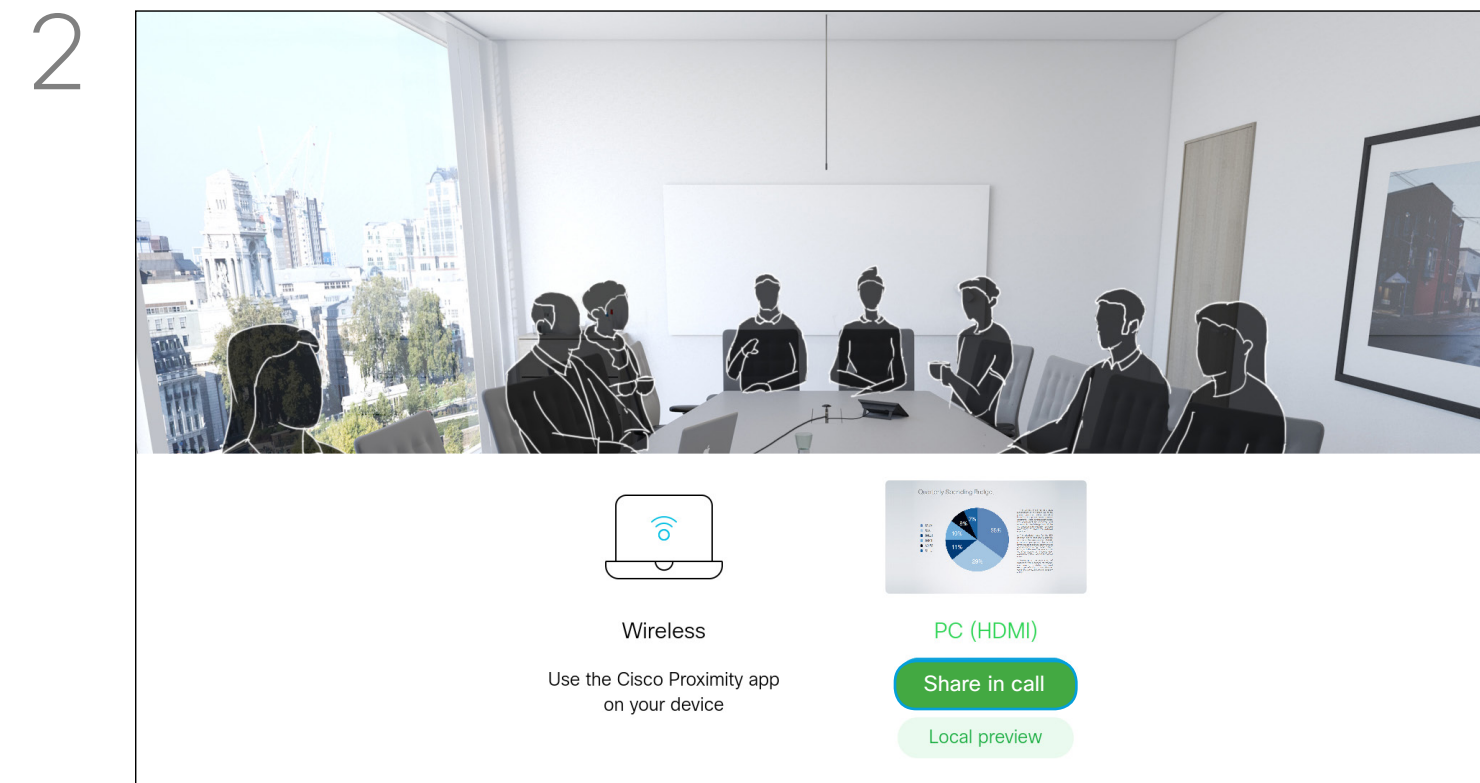 2
Wireless
Use the Cisco Proximity app
on your device
PC (HDMI)
Share in call
Local preview